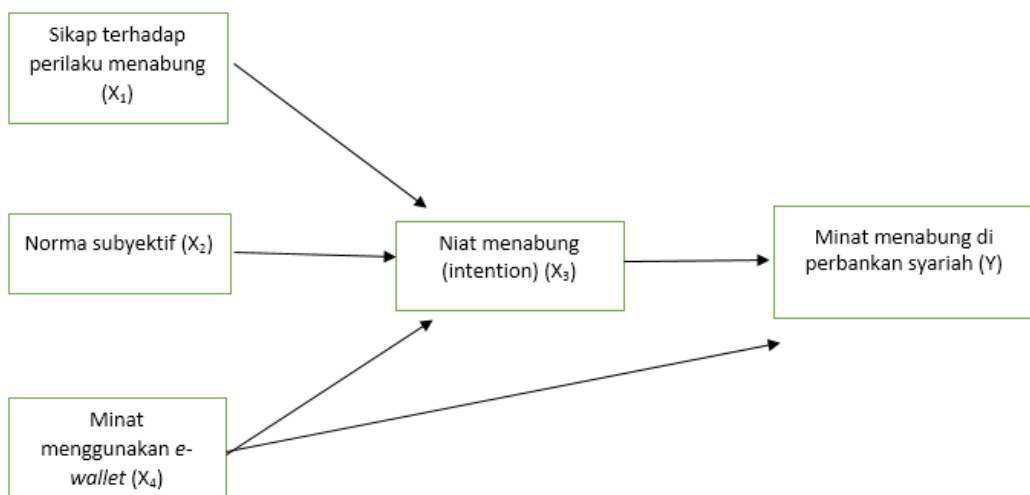 Sikap terhadap
perilaku menabung
(X₁)
Norma subyektif (X₂)
Niat menabung
(intention) (X₃)
Minat menabung di
perbankan syariah (Y)
Minat
menggunakan e-
wallet (X₄)